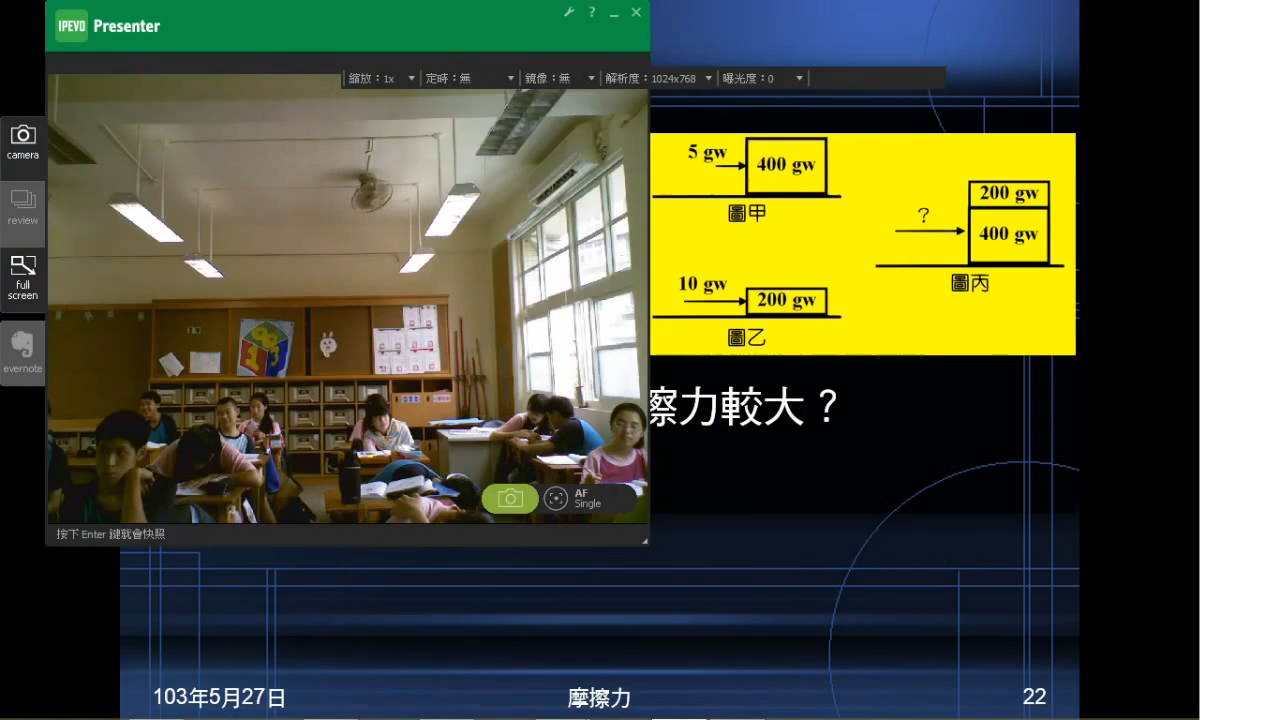 IPEVO Presenter
縮放：1x
定時：無
鏡像：無
解析度：1024x768
曝光度：0
camera
review
full
screen
evernote
5 gw
400 gw
圖甲
10 gw
200 gw
圖乙
?
200 gw
400 gw
圖丙
擦力較大？
AF
Single
按下 Enter 鍵就會快照
103年5月27日
摩擦力
22